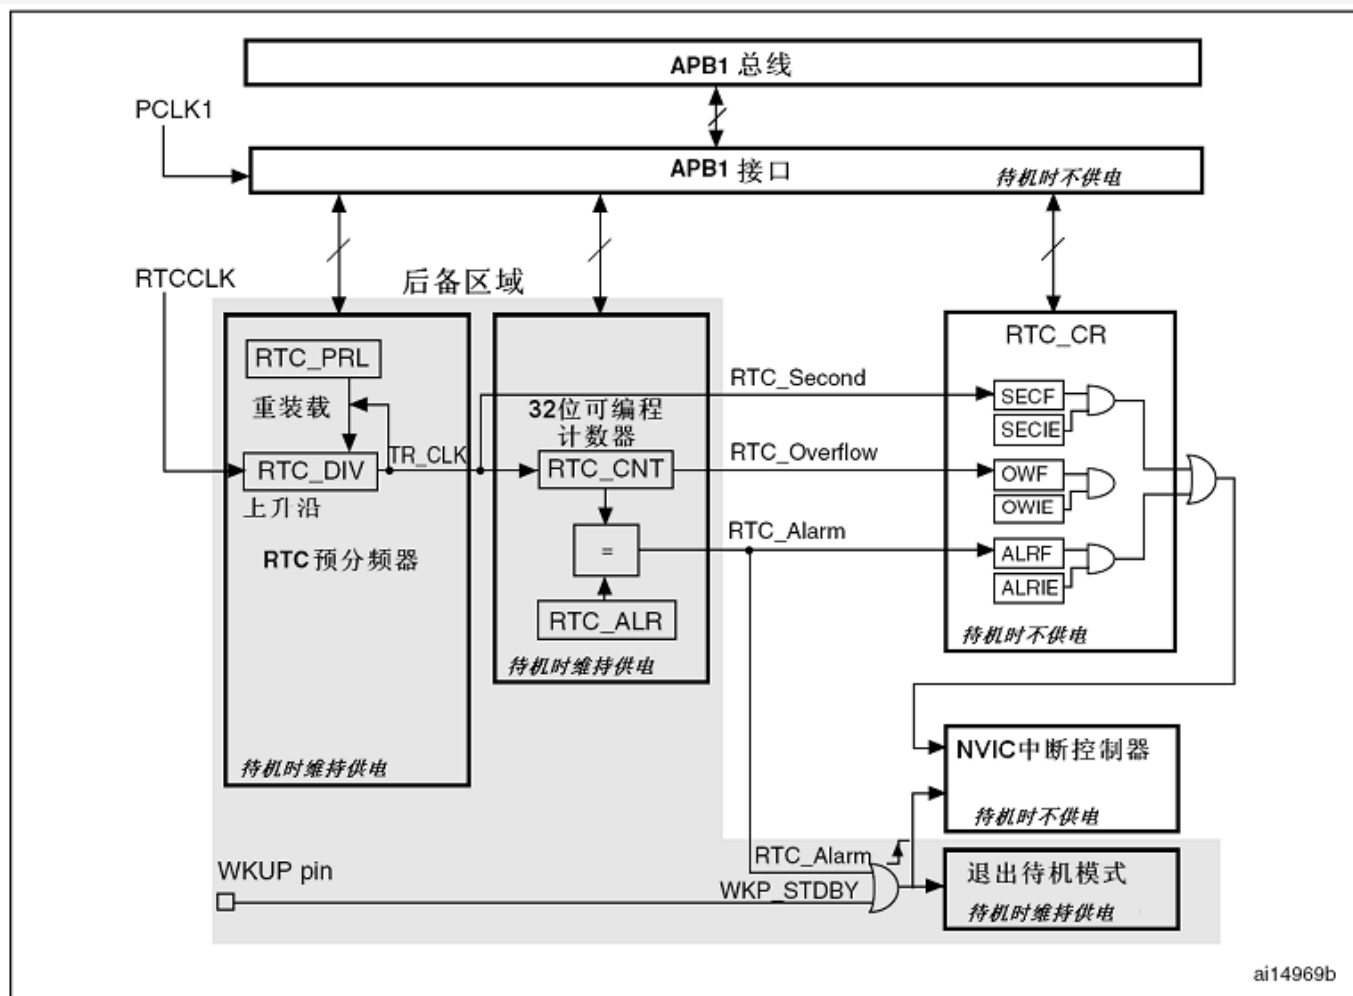 APB1 总线
PCLK1
APB1 接口
待机时不供电
RTCCLK
后备区域
RTC_PRL
重装载
RTC_DIV
TR_CLK
上升沿
RTC预分频器
待机时维持供电
32位可编程
计数器
RTC_CNT
=
RTC_ALR
待机时维持供电
RTC_Second
RTC_Overflow
RTC_Alarm
RTC_CR
SECF
SECIE
OWF
OWIE
ALRF
ALRIE
待机时不供电
NVIC中断控制器
待机时不供电
RTC_Alarm
WKUP pin
WKP_STDBY
退出待机模式
待机时维持供电
ai14969b